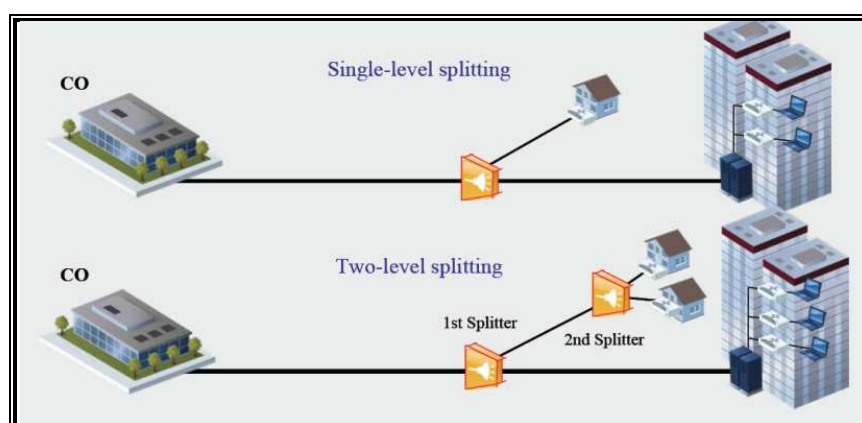 Single-level splitting
CO
Two-level splitting
CO
1st Splitter
2nd Splitter